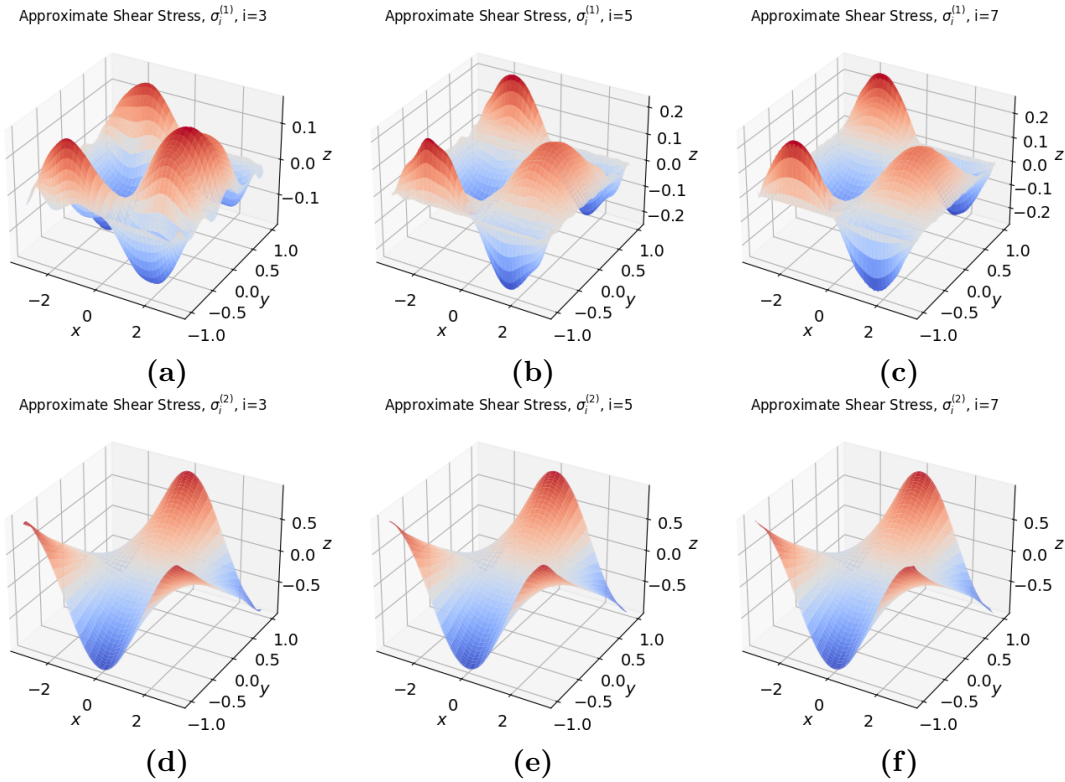 Approximate Shear Stress, σ_i^{(1)}, i=3
0.1
0.0
−0.1
z
−2
0
2
x
−1.0
−0.5
0.0
0.5
1.0
y
(a)
Approximate Shear Stress, σ_i^{(1)}, i=5
0.2
0.1
0.0
−0.1
−0.2
z
−2
0
2
x
−1.0
−0.5
0.0
0.5
1.0
y
(b)
Approximate Shear Stress, σ_i^{(1)}, i=7
0.2
0.1
0.0
−0.1
−0.2
z
−2
0
2
x
−1.0
−0.5
0.0
0.5
1.0
y
(c)
Approximate Shear Stress, σ_i^{(2)}, i=3
0.5
0.0
−0.5
z
−2
0
2
x
−1.0
−0.5
0.0
0.5
1.0
y
(d)
Approximate Shear Stress, σ_i^{(2)}, i=5
0.5
0.0
−0.5
z
−2
0
2
x
−1.0
−0.5
0.0
0.5
1.0
y
(e)
Approximate Shear Stress, σ_i^{(2)}, i=7
0.5
0.0
−0.5
z
−2
0
2
x
−1.0
−0.5
0.0
0.5
1.0
y
(f)